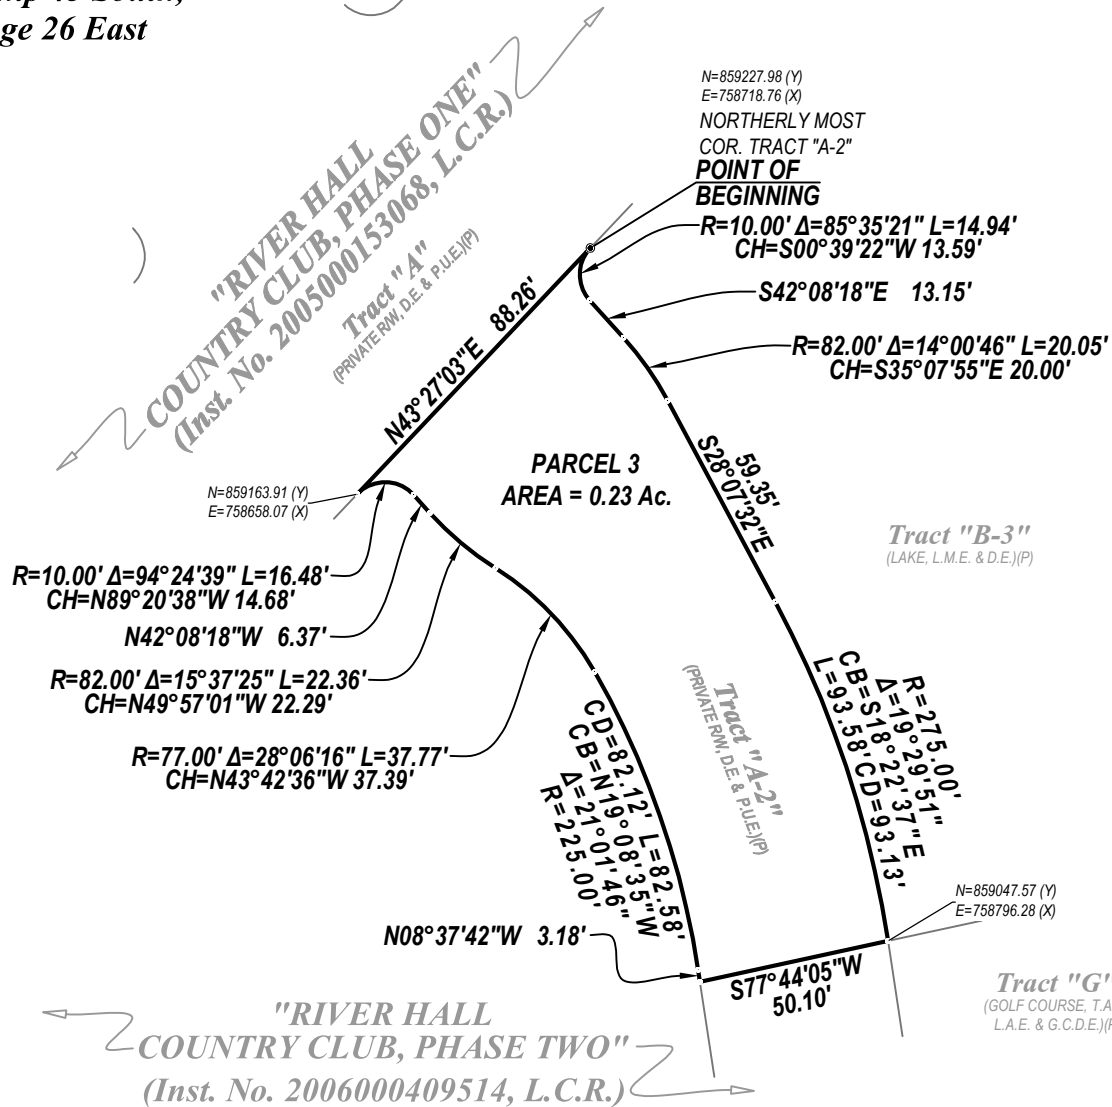 South,
ge 26 East
N=859227.98 (Y)
E=758718.76 (X)
NORTHERLY MOST
COR. TRACT "A-2"
POINT OF
BEGINNING
"RIVER HALL
COUNTRY CLUB, PHASE ONE"
(Inst. No. 2005000153068, L.C.R.)
Tract "A"
(PRIVATE R/W, D.E. & P.U.E.)(P)
R=10.00' Δ=85°35'21" L=14.94'
CH=S00°39'22"W 13.59'
S42°08'18"E 13.15'
R=82.00' Δ=14°00'46" L=20.05'
CH=S35°07'55"E 20.00'
N43°27'03"E 88.26'
PARCEL 3
AREA = 0.23 Ac.
59.35'
S28°07'32"E
N=859163.91 (Y)
E=758658.07 (X)
Tract "B-3"
(LAKE, L.M.E. & D.E.)(P)
R=10.00' Δ=94°24'39" L=16.48'
CH=N89°20'38"W 14.68'
N42°08'18"W 6.37'
R=82.00' Δ=15°37'25" L=22.36'
CH=N49°57'01"W 22.29'
R=77.00' Δ=28°06'16" L=37.77'
CH=N43°42'36"W 37.39'
Tract "A-2"
(PRIVATE R/W, D.E. & P.U.E.)(P)
R=275.00'
Δ=19°29'51"
CB=S18°22'37"E
L=93.58' CD=93.13'
CD=82.12' L=82.58'
CB=N19°08'35"W
Δ=21°01'46"
R=225.00'
N=859047.57 (Y)
E=758796.28 (X)
N08°37'42"W 3.18'
S77°44'05"W
50.10'
Tract "G"
(GOLF COURSE, T.A
L.A.E. & G.C.D.E.)(P
"RIVER HALL
COUNTRY CLUB, PHASE TWO"
(Inst. No. 2006000409514, L.C.R.)